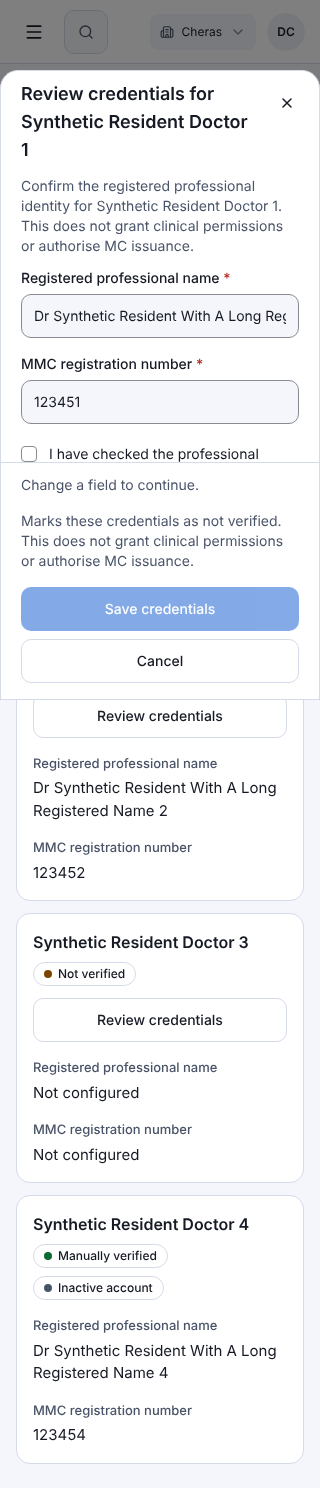 Cheras
DC
Review credentials for
Synthetic Resident Doctor
1
Confirm the registered professional
identity for Synthetic Resident Doctor 1.
This does not grant clinical permissions
or authorise MC issuance.
Registered professional name *
Dr Synthetic Resident With A Long Reg
MMC registration number *
123451
I have checked the professional
Change a field to continue.
Marks these credentials as not verified.
This does not grant clinical permissions
or authorise MC issuance.
Save credentials
Cancel
Review credentials
Registered professional name
Dr Synthetic Resident With A Long
Registered Name 2
MMC registration number
123452
Synthetic Resident Doctor 3
Not verified
Review credentials
Registered professional name
Not configured
MMC registration number
Not configured
Synthetic Resident Doctor 4
Manually verified
Inactive account
Registered professional name
Dr Synthetic Resident With A Long
Registered Name 4
MMC registration number
123454